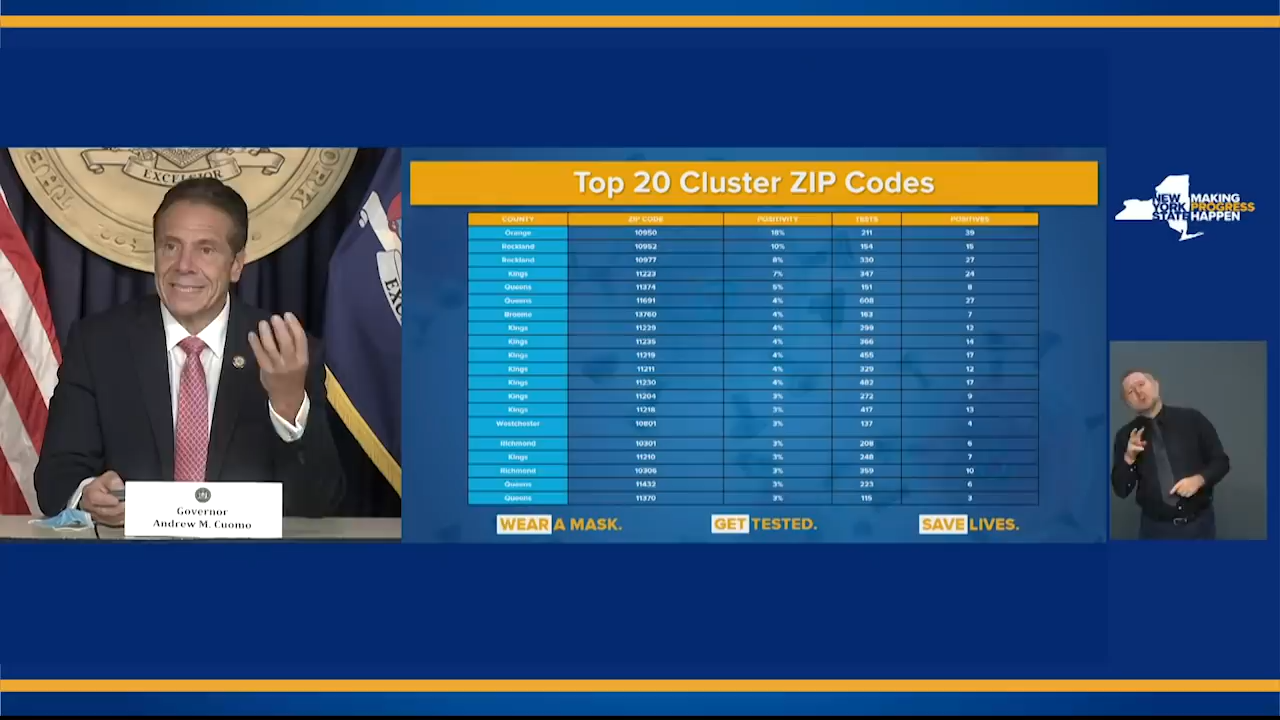 EXCELSIOR
Top 20 Cluster ZIP Codes
COUNTY ZIP CODE POSITIVITY TESTS POSITIVES
Orange 10950 18% 211 39
Rockland 10952 10% 154 15
Rockland 10977 8% 330 27
Kings 11223 7% 347 24
Queens 11374 5% 151 8
Queens 11691 4% 608 27
Broome 13760 4% 163 7
Kings 11229 4% 299 12
Kings 11235 4% 366 14
Kings 11219 4% 455 17
Kings 11211 4% 329 12
Kings 11230 4% 482 17
Kings 11204 3% 272 9
Kings 11218 3% 417 13
Westchester 10801 3% 137 4
Richmond 10301 3% 208 6
Kings 11210 3% 248 7
Richmond 10306 3% 359 10
Queens 11432 3% 223 6
Queens 11370 3% 115 3
WEAR A MASK. GET TESTED. SAVE LIVES.
Governor
Andrew M. Cuomo
NEW YORK STATE
MAKING
PROGRESS
HAPPEN